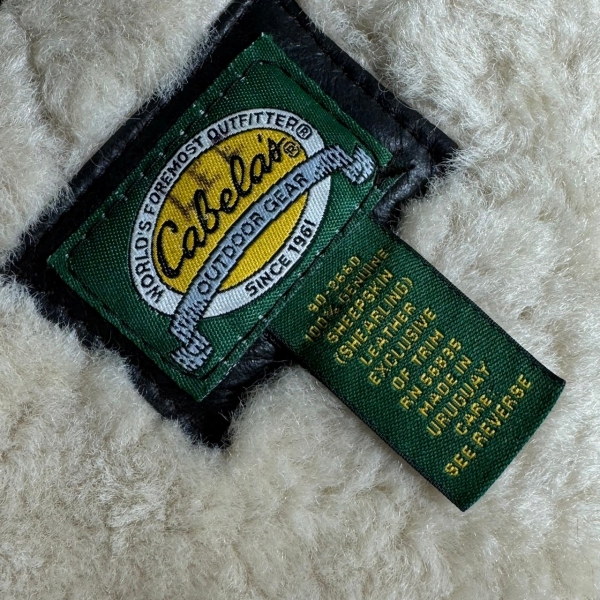 WORLD'S FOREMOST OUTFITTER®
Cabela's®
OUTDOOR GEAR
SINCE 1961
100% GENUINE
SHEEPSKIN
(SHEARLING)
LEATHER
EXCLUSIVE
OF TRIM
RN 55835
MADE IN
URUGUAY
CARE
SEE REVERSE